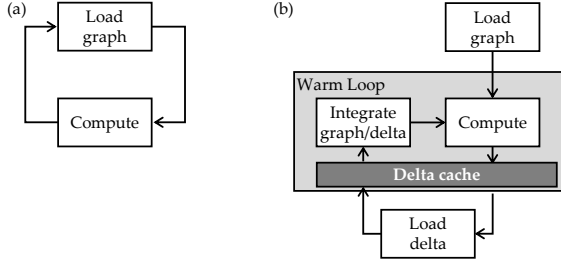 (a)
Load
graph
Compute
(b)
Load
graph
Warm Loop
Integrate
graph/delta
Compute
Delta cache
Load
delta